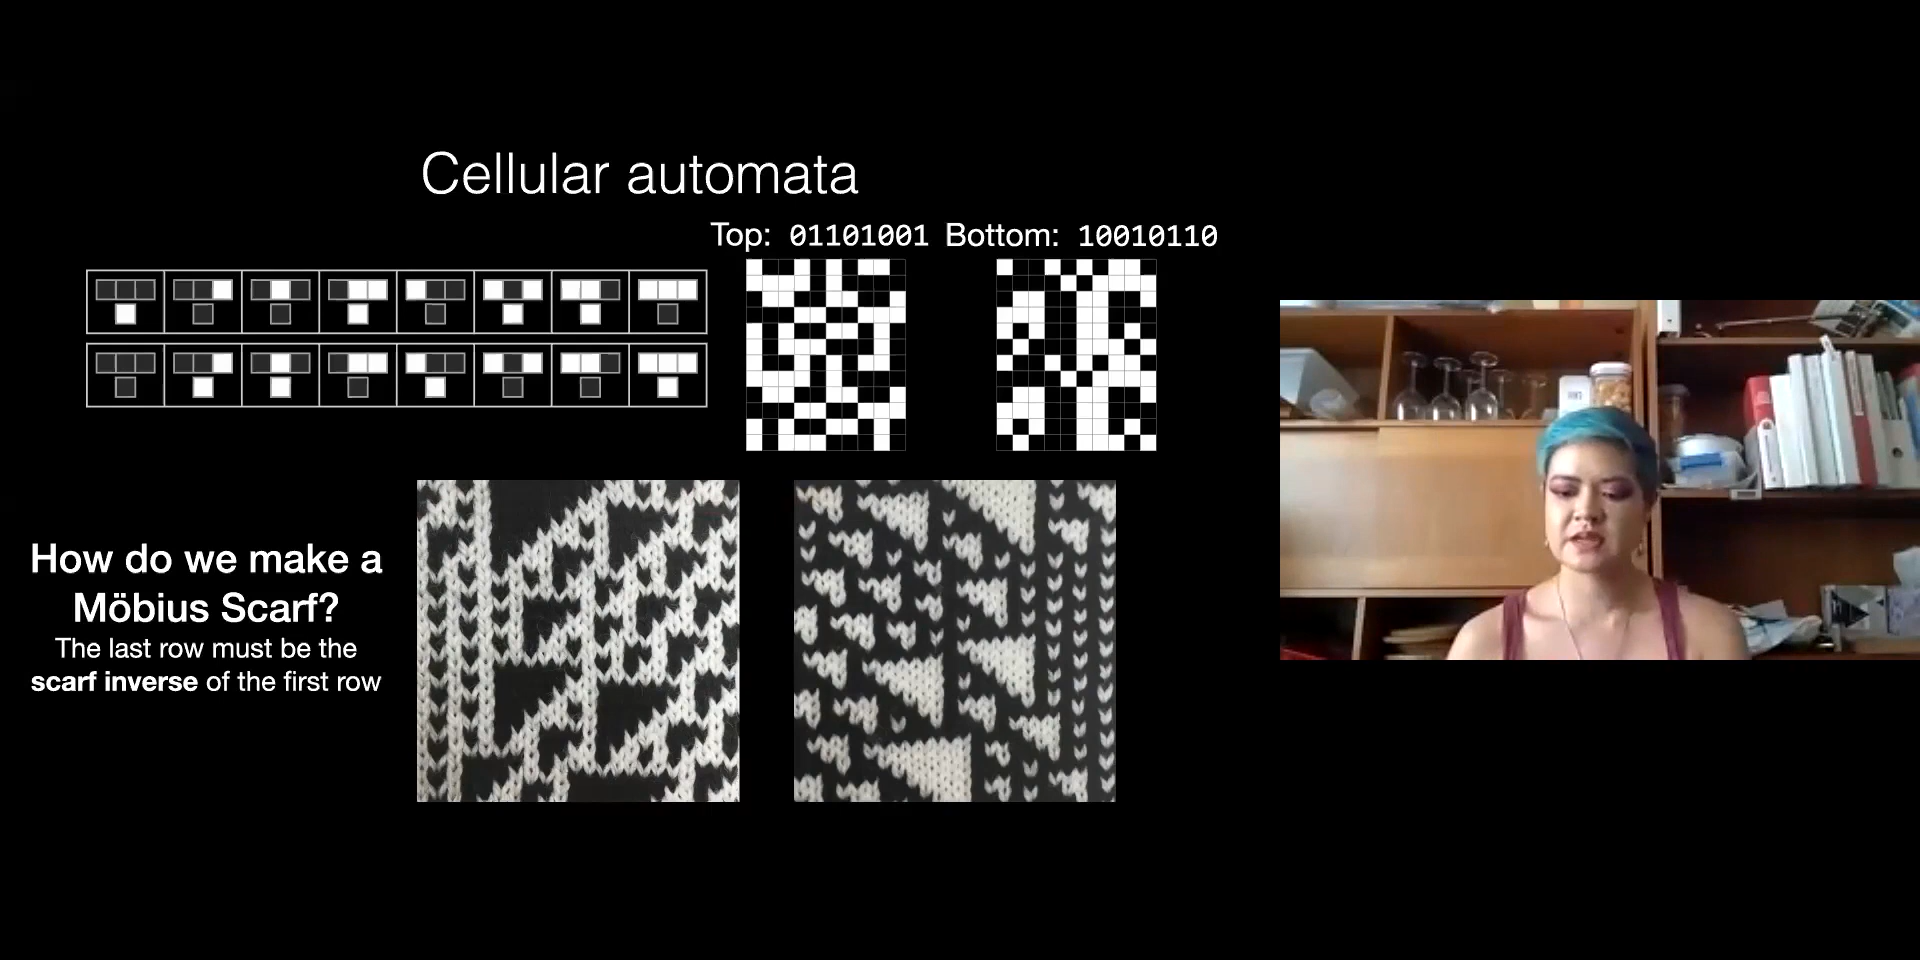 Cellular automata
Top: 01101001 Bottom: 10010110
How do we make a
Möbius Scarf?
The last row must be the
scarf inverse of the first row